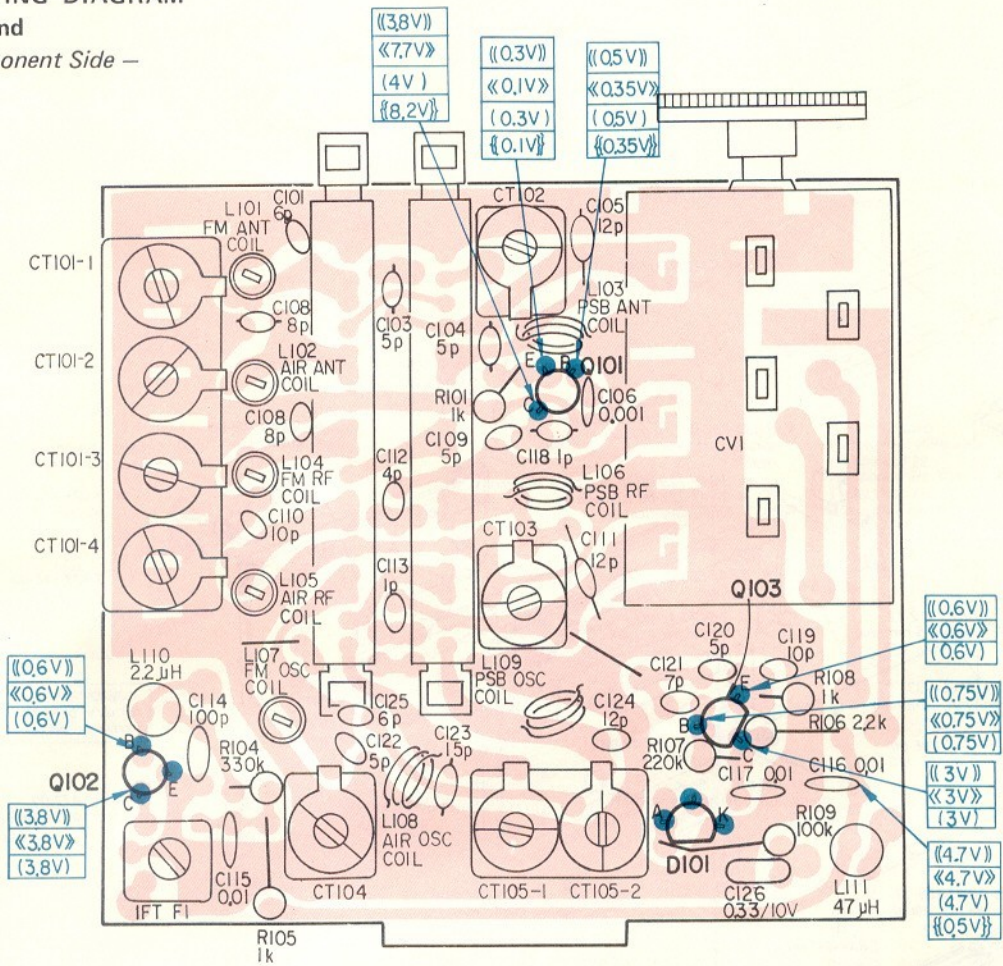 ING DIAGRAM
nd
onent Side —
((3,8V))
《7.7V》
(4V)
{{8.2V}}
((0.3V))
《0.1V》
(0.3V)
{{0.1V}}
((0.5V))
《0.35V》
(0.5V)
{{0.35V}}
C101
6p
L101
FM ANT
COIL
CT102
C105
12p
CT101-1
C108
8p
C103
5p
C104
5p
L103
PSB ANT
COIL
CT101-2
L102
AIR ANT
COIL
E
B
Q101
C
R101
1k
C106
0,001
C108
8p
C109
5p
C118 1p
CV1
CT101-3
L104
FM RF
COIL
C112
4p
L106
PSB RF
COIL
C110
10p
CT101-4
CT103
C111
12p
L105
AIR RF
COIL
C113
1p
Q103
((0.6V))
《0.6V》
(0.6V)
L110
2.2μH
L107
FM OSC
COIL
L109
PSB OSC
COIL
C120
5p
C119
10p
C121
7p
E
R108
1k
((0.6V))
《0.6V》
(0.6V)
C114
100p
C125
6p
C124
12p
B
R106 2,2k
((0.75V))
《0.75V》
(0.75V)
B
Q102
E
C
R104
330k
C122
5p
C123
15p
R107
220k
C
C117 0,01
C116 0,01
((3V))
《3V》
(3V)
((3.8V))
《3,8V》
(3,8V)
L108
AIR OSC
COIL
A
A
K
D101
R109
100k
((4.7V))
《4.7V》
(4.7V)
{{0.5V}}
IFT F1
C115
0,01
CT104
CT105-1
CT105-2
C126
0.33/10V
L111
47μH
R105
1k